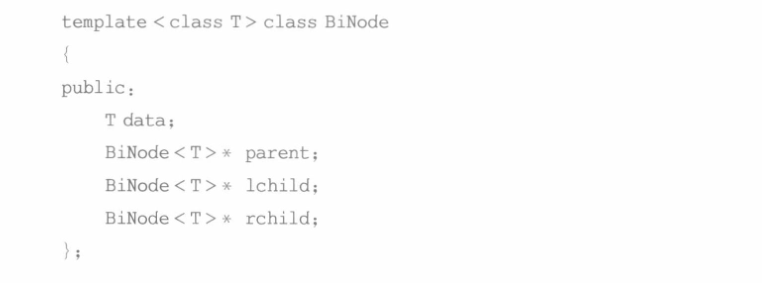 template <class T> class BiNode
{
public:
T data;
BiNode <T>* parent;
BiNode <T>* lchild;
BiNode <T>* rchild;
};